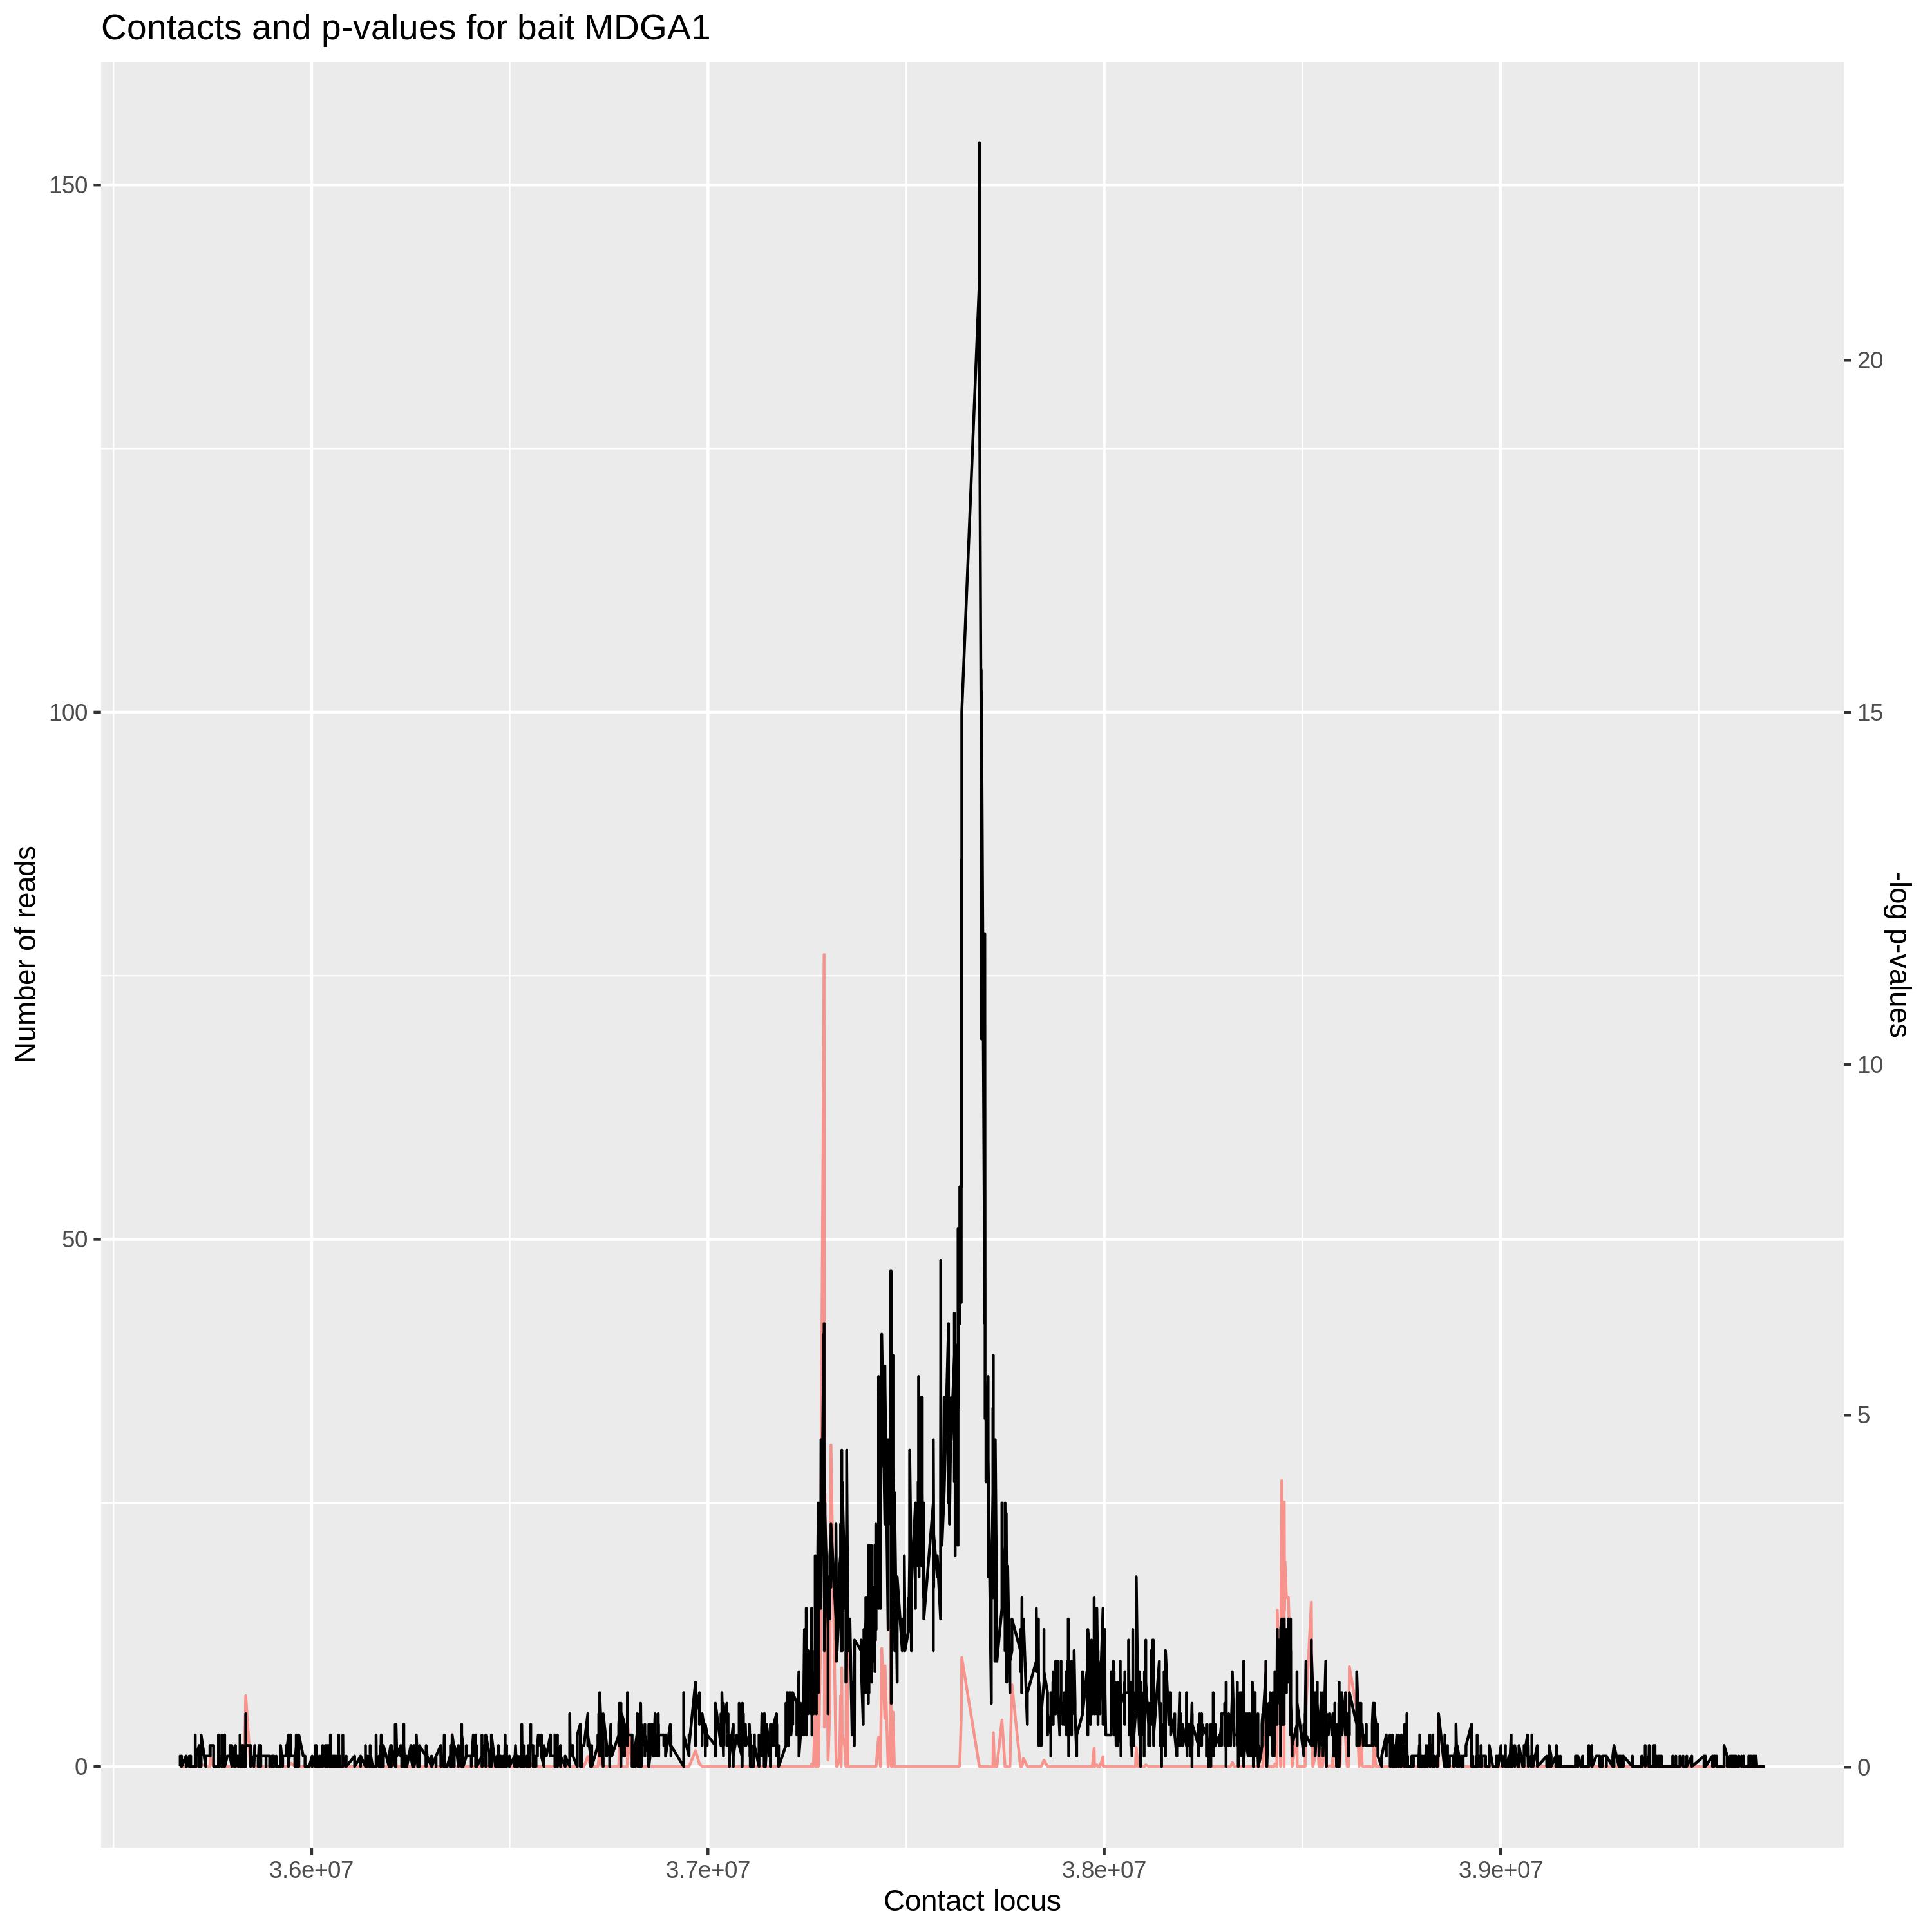 Contacts and p-values for bait MDGA1
150
100
50
0
20
15
10
5
0
Number of reads
-log p-values
3.6e+07
3.7e+07
3.8e+07
3.9e+07
Contact locus